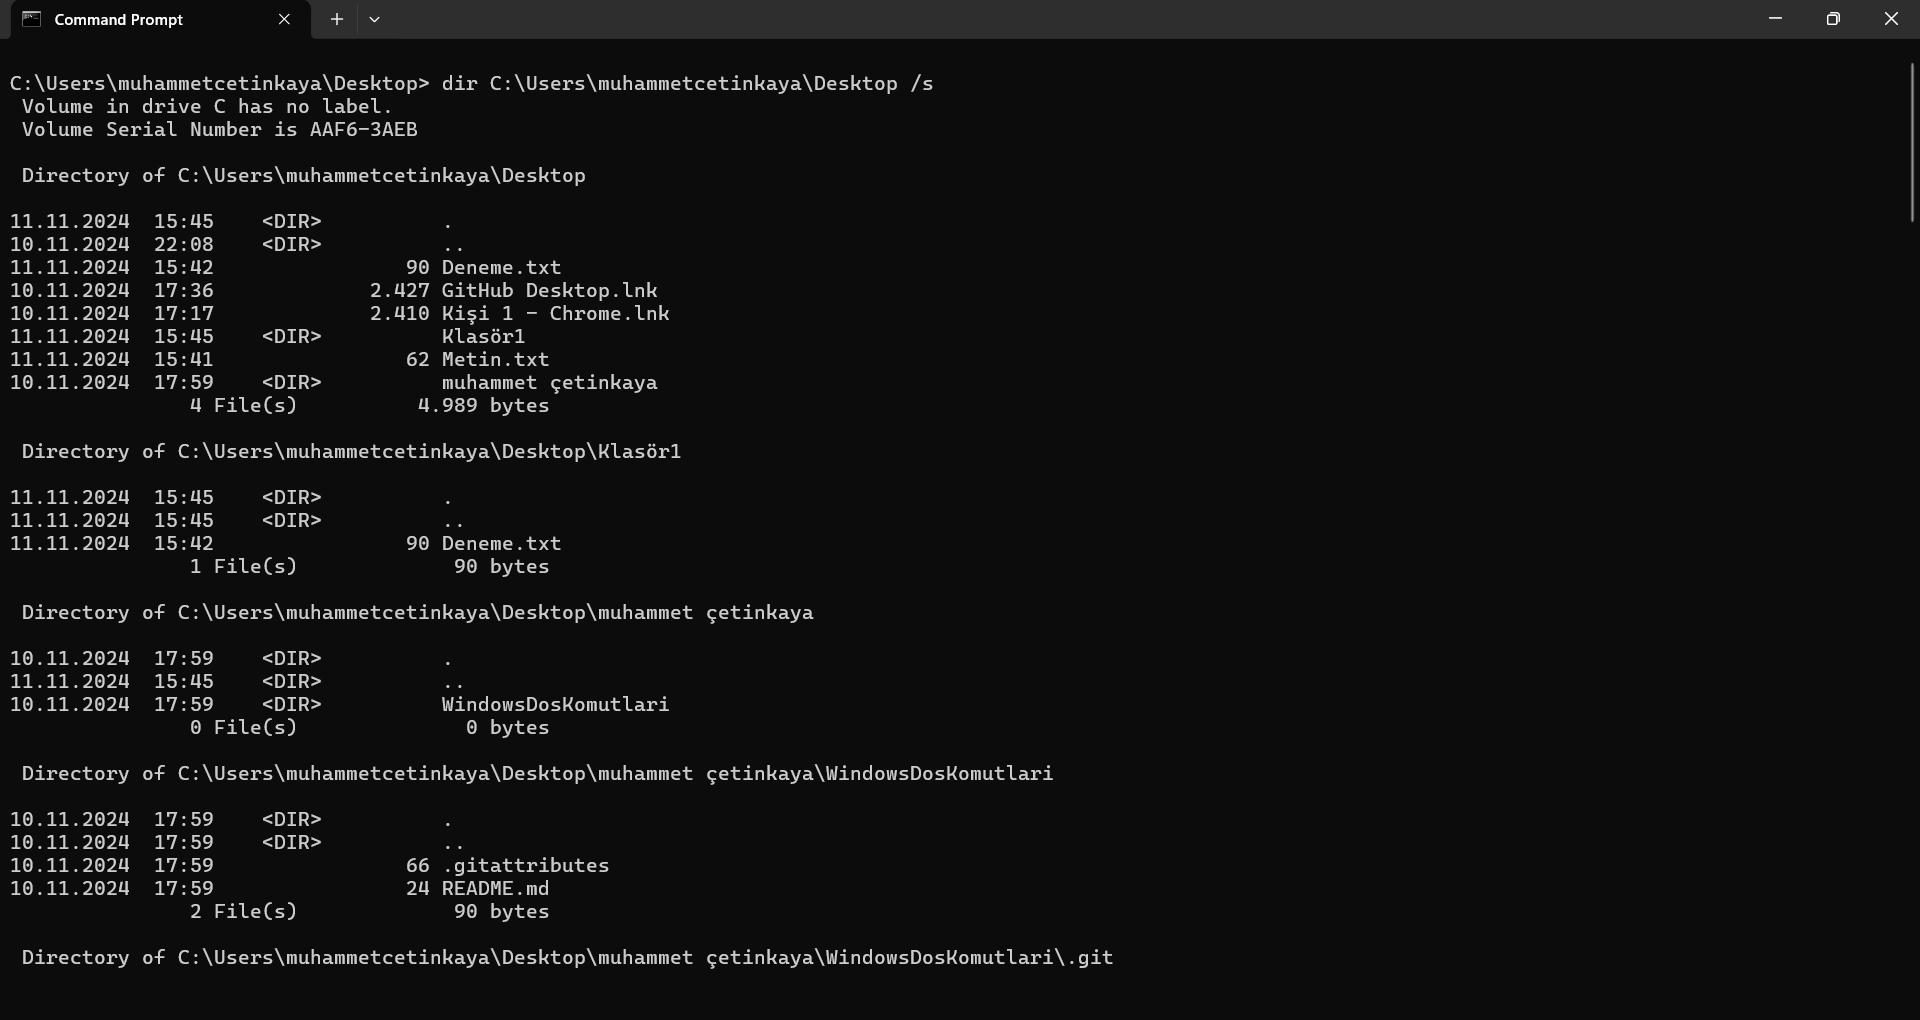 Command Prompt
C:\Users\muhammetcetinkaya\Desktop> dir C:\Users\muhammetcetinkaya\Desktop /s
 Volume in drive C has no label.
 Volume Serial Number is AAF6-3AEB

 Directory of C:\Users\muhammetcetinkaya\Desktop

11.11.2024  15:45    <DIR>          .
10.11.2024  22:08    <DIR>          ..
11.11.2024  15:42                90 Deneme.txt
10.11.2024  17:36             2.427 GitHub Desktop.lnk
10.11.2024  17:17             2.410 Kişi 1 - Chrome.lnk
11.11.2024  15:45    <DIR>          Klasör1
11.11.2024  15:41                62 Metin.txt
10.11.2024  17:59    <DIR>          muhammet çetinkaya
               4 File(s)          4.989 bytes

 Directory of C:\Users\muhammetcetinkaya\Desktop\Klasör1

11.11.2024  15:45    <DIR>          .
11.11.2024  15:45    <DIR>          ..
11.11.2024  15:42                90 Deneme.txt
               1 File(s)             90 bytes

 Directory of C:\Users\muhammetcetinkaya\Desktop\muhammet çetinkaya

10.11.2024  17:59    <DIR>          .
11.11.2024  15:45    <DIR>          ..
10.11.2024  17:59    <DIR>          WindowsDosKomutlari
               0 File(s)              0 bytes

 Directory of C:\Users\muhammetcetinkaya\Desktop\muhammet çetinkaya\WindowsDosKomutlari

10.11.2024  17:59    <DIR>          .
10.11.2024  17:59    <DIR>          ..
10.11.2024  17:59                66 .gitattributes
10.11.2024  17:59                24 README.md
               2 File(s)             90 bytes

 Directory of C:\Users\muhammetcetinkaya\Desktop\muhammet çetinkaya\WindowsDosKomutlari\.git